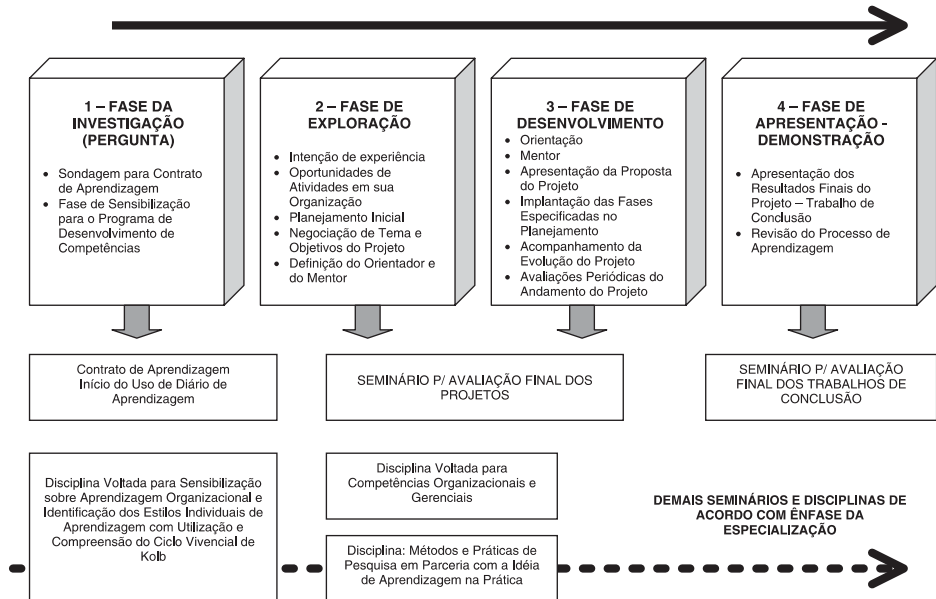 1 – FASE DA
INVESTIGAÇÃO
(PERGUNTA)
• Sondagem para Contrato
de Aprendizagem
• Fase de Sensibilização
para o Programa de
Desenvolvimento de
Competências
2 – FASE DE
EXPLORAÇÃO
• Intenção de experiência
• Oportunidades de
Atividades em sua
Organização
• Planejamento Inicial
• Negociação de Tema e
Objetivos do Projeto
• Definição do Orientador e
do Mentor
3 – FASE DE
DESENVOLVIMENTO
• Orientação
• Mentor
• Apresentação da Proposta
do Projeto
• Implantação das Fases
Especificadas no
Planejamento
• Acompanhamento da
Evolução do Projeto
• Avaliações Periódicas do
Andamento do Projeto
4 – FASE DE
APRESENTAÇÃO -
DEMONSTRAÇÃO
• Apresentação dos
Resultados Finais do
Projeto – Trabalho de
Conclusão
• Revisão do Processo de
Aprendizagem
Contrato de Aprendizagem
Início do Uso de Diário de
Aprendizagem
SEMINÁRIO P/ AVALIAÇÃO FINAL DOS
PROJETOS
SEMINÁRIO P/ AVALIAÇÃO
FINAL DOS TRABALHOS DE
CONCLUSÃO
Disciplina Voltada para Sensibilização
sobre Aprendizagem Organizacional e
Identificação dos Estilos Individuais de
Aprendizagem com Utilização e
Compreensão do Ciclo Vivencial de
Kolb
Disciplina Voltada para
Competências Organizacionais e
Gerenciais
Disciplina: Métodos e Práticas de
Pesquisa em Parceria com a Idéia
de Aprendizagem na Prática
DEMAIS SEMINÁRIOS E DISCIPLINAS DE
ACORDO COM ÊNFASE DA
ESPECIALIZAÇÃO